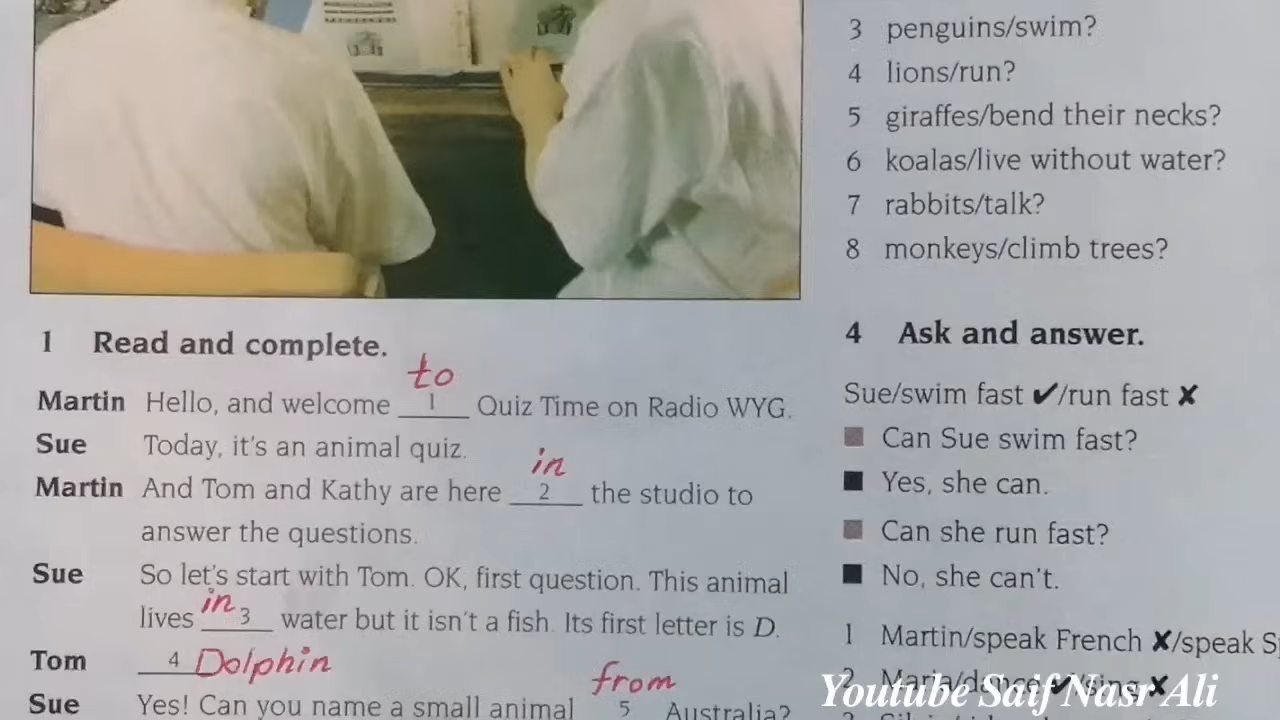 3 penguins/swim?
4 lions/run?
5 giraffes/bend their necks?
6 koalas/live without water?
7 rabbits/talk?
8 monkeys/climb trees?
1 Read and complete.
to
Martin Hello, and welcome 1 Quiz Time on Radio WYG.
Sue Today, it's an animal quiz.
in
Martin And Tom and Kathy are here 2 the studio to
answer the questions.
Sue So let's start with Tom. OK, first question. This animal
in
lives 3 water but it isn't a fish. Its first letter is D.
Tom 4 Dolphin
from
Sue Yes! Can you name a small animal 5 Australia?
4 Ask and answer.
Sue/swim fast ✔/run fast ✘
Can Sue swim fast?
Yes, she can.
Can she run fast?
No, she can't.
1 Martin/speak French ✘/speak
2 Maria/dance ✔/sing ✘
Youtube Saif Nasr Ali